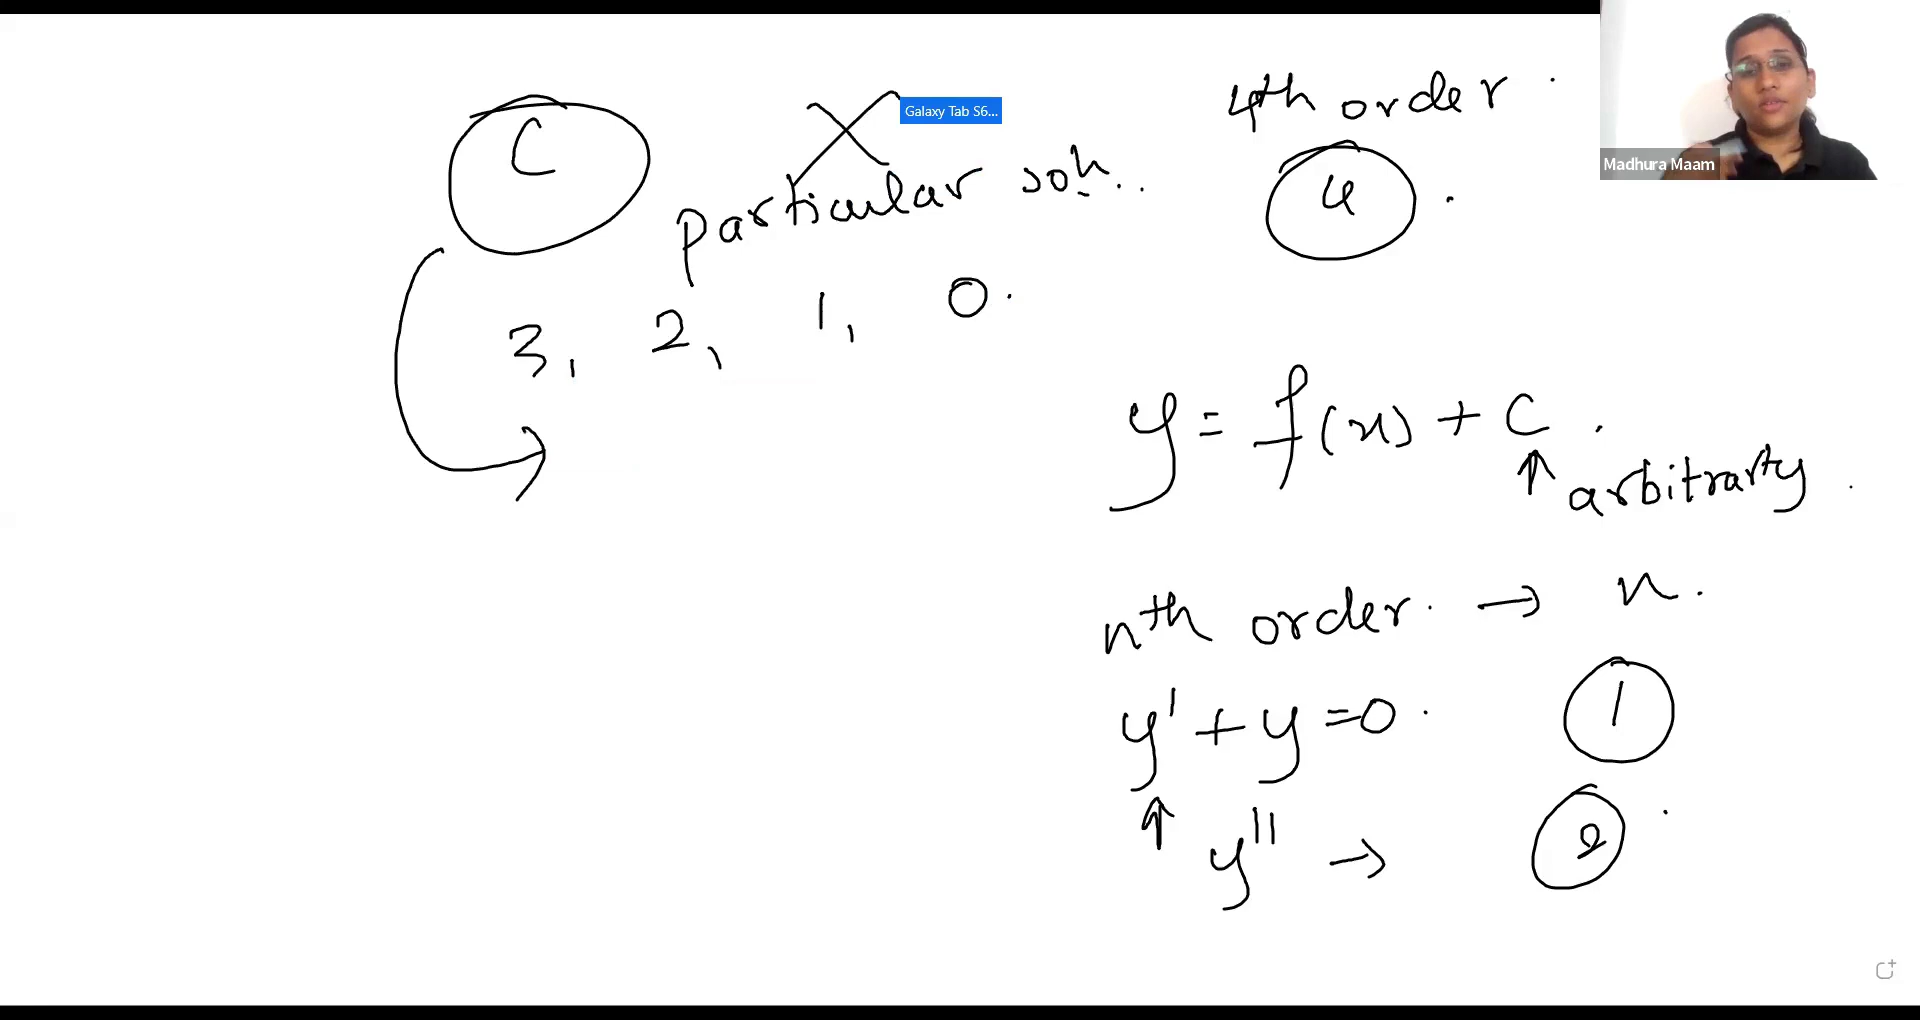 C
Galaxy Tab S6...
particular soln..
3, 2, 1, 0.
4th order.
4.
Madhura Maam
y = f(x) + C.
↑ arbitrarty.
nth order. → n.
y' + y = 0. 1
↑
y'' → 2.